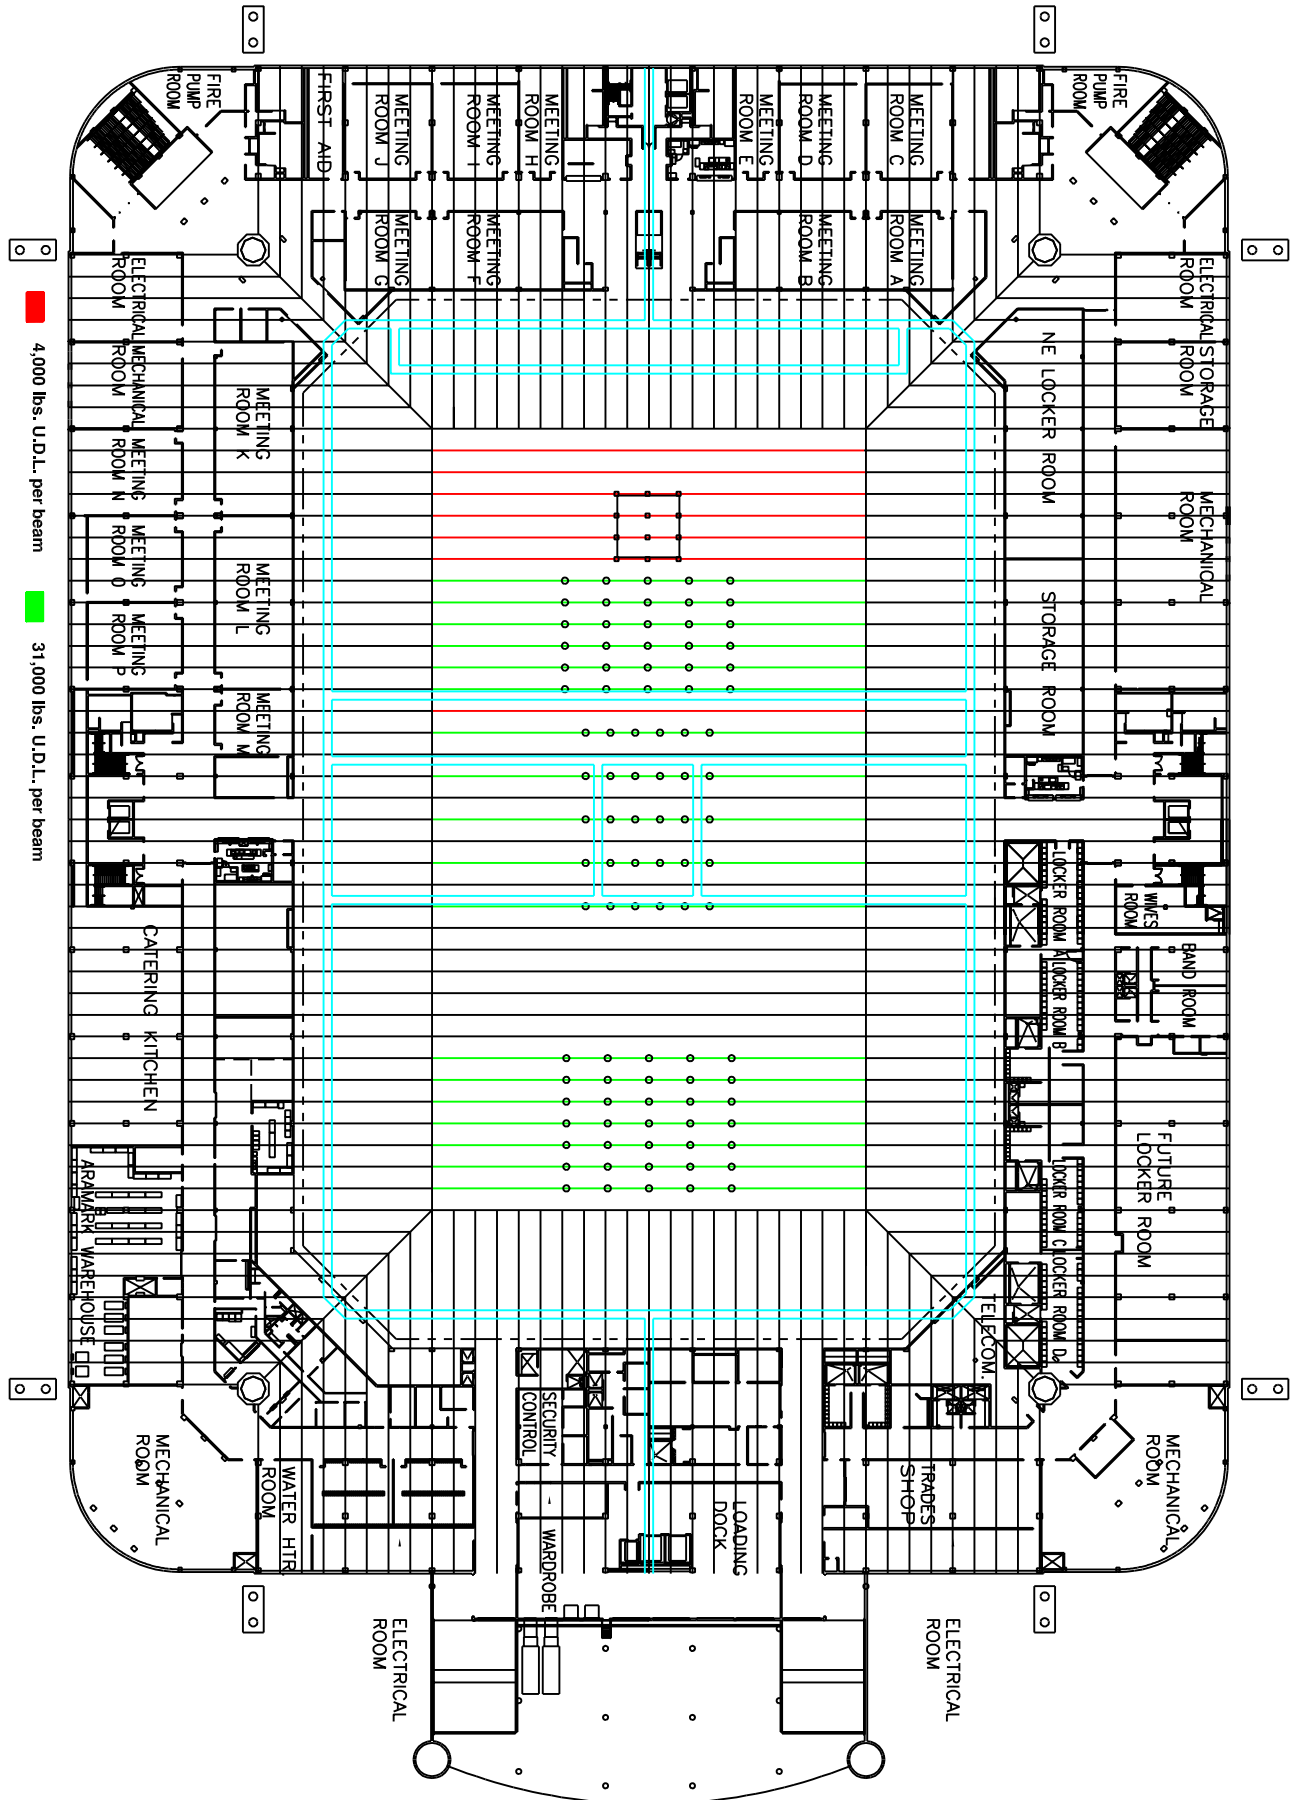 FIRE
PUMP
ROOM
FIRST AID
MEETING
ROOM J
MEETING
ROOM I
MEETING
ROOM H
MEETING
ROOM E
MEETING
ROOM D
MEETING
ROOM C
FIRE
PUMP
ROOM
MEETING
ROOM G
MEETING
ROOM F
MEETING
ROOM B
MEETING
ROOM A
ELECTRICAL
ROOM
MECHANICAL
ROOM
MEETING
ROOM N
MEETING
ROOM O
MEETING
ROOM P
MEETING
ROOM K
MEETING
ROOM L
MEETING
ROOM M
NE LOCKER ROOM
STORAGE ROOM
ELECTRICAL
ROOM
STORAGE
ROOM
MECHANICAL
ROOM
4,000 lbs. U.D.L. per beam
31,000 lbs. U.D.L. per beam
CATERING KITCHEN
ARAMARK WAREHOUSE
LOCKER ROOM A
LOCKER ROOM B
LOCKER ROOM C
LOCKER ROOM D
WIVES
ROOM
BAND ROOM
FUTURE
LOCKER ROOM
TELECOM.
MECHANICAL
ROOM
WATER HTR
ROOM
SECURITY
CONTROL
WARDROBE
LOADING
DOCK
TRADES
SHOP
MECHANICAL
ROOM
ELECTRICAL
ROOM
ELECTRICAL
ROOM